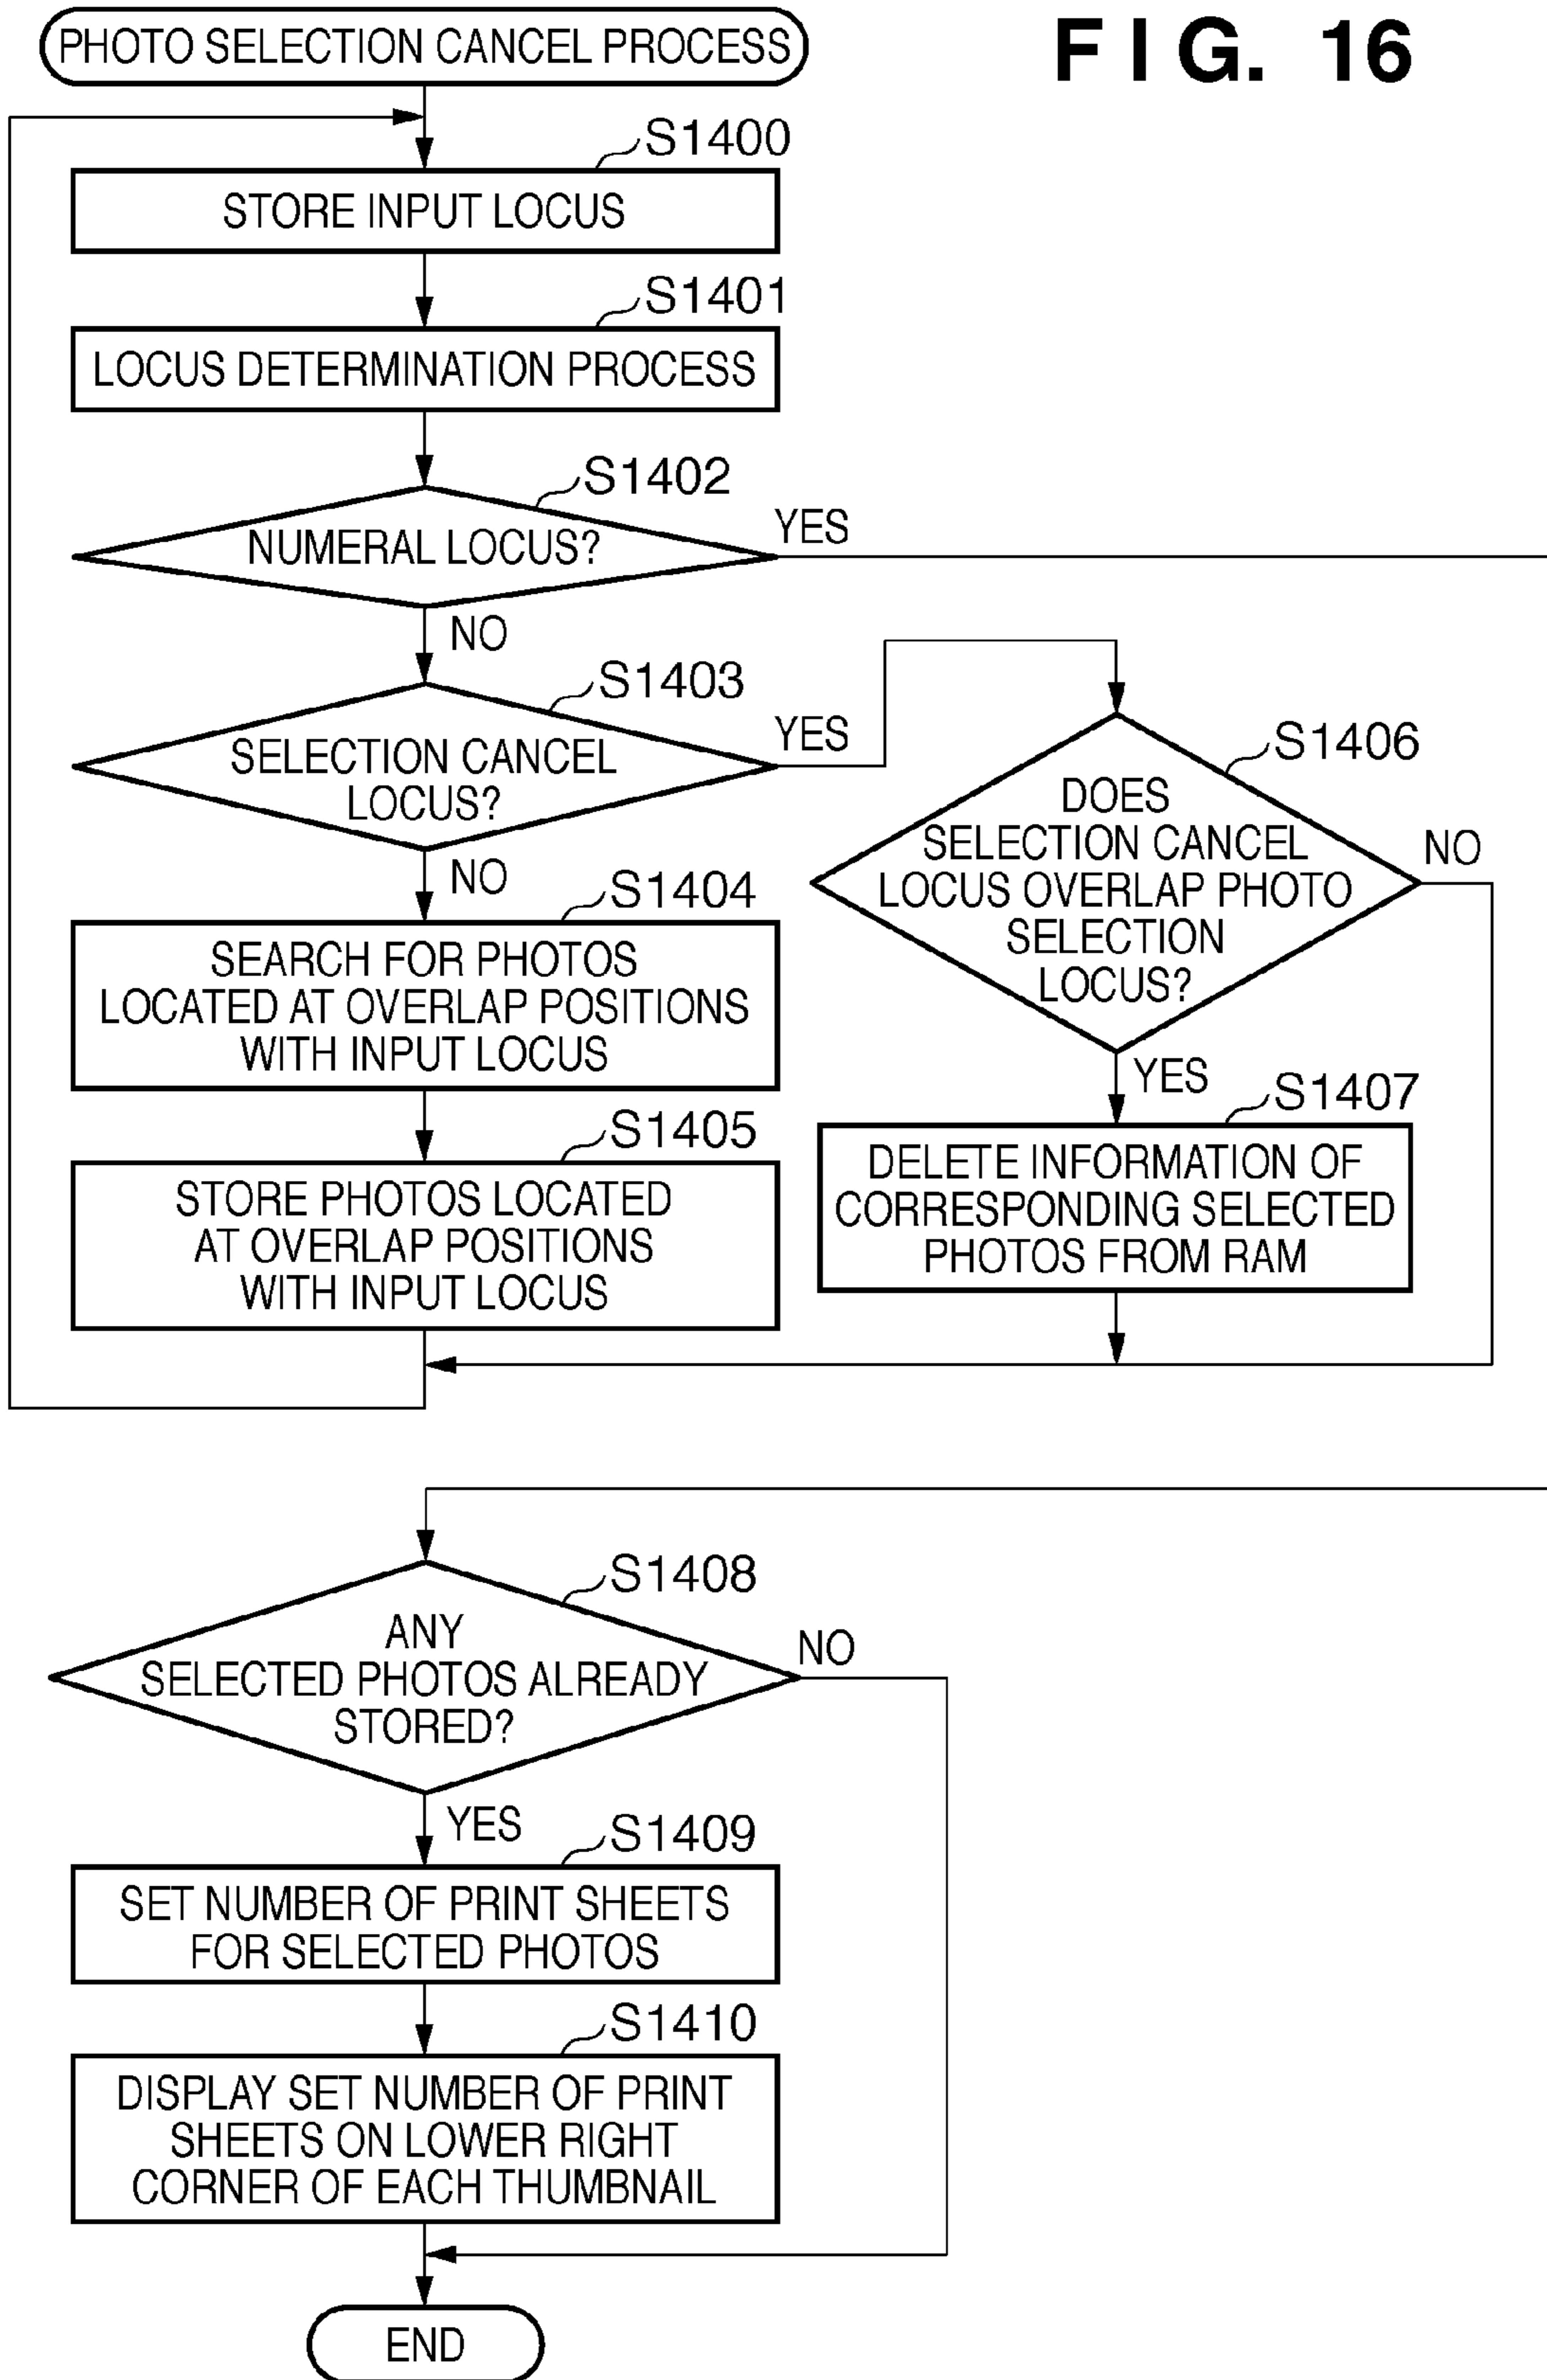 PHOTO SELECTION CANCEL PROCESS
FIG. 16
S1400
STORE INPUT LOCUS
S1401
LOCUS DETERMINATION PROCESS
S1402
NUMERAL LOCUS?
YES
NO
S1403
SELECTION CANCEL
LOCUS?
YES
NO
S1404
SEARCH FOR PHOTOS
LOCATED AT OVERLAP POSITIONS
WITH INPUT LOCUS
S1405
STORE PHOTOS LOCATED
AT OVERLAP POSITIONS
WITH INPUT LOCUS
S1406
DOES
SELECTION CANCEL
LOCUS OVERLAP PHOTO
SELECTION
LOCUS?
NO
YES
S1407
DELETE INFORMATION OF
CORRESPONDING SELECTED
PHOTOS FROM RAM
S1408
ANY
SELECTED PHOTOS ALREADY
STORED?
NO
YES
S1409
SET NUMBER OF PRINT SHEETS
FOR SELECTED PHOTOS
S1410
DISPLAY SET NUMBER OF PRINT
SHEETS ON LOWER RIGHT
CORNER OF EACH THUMBNAIL
END